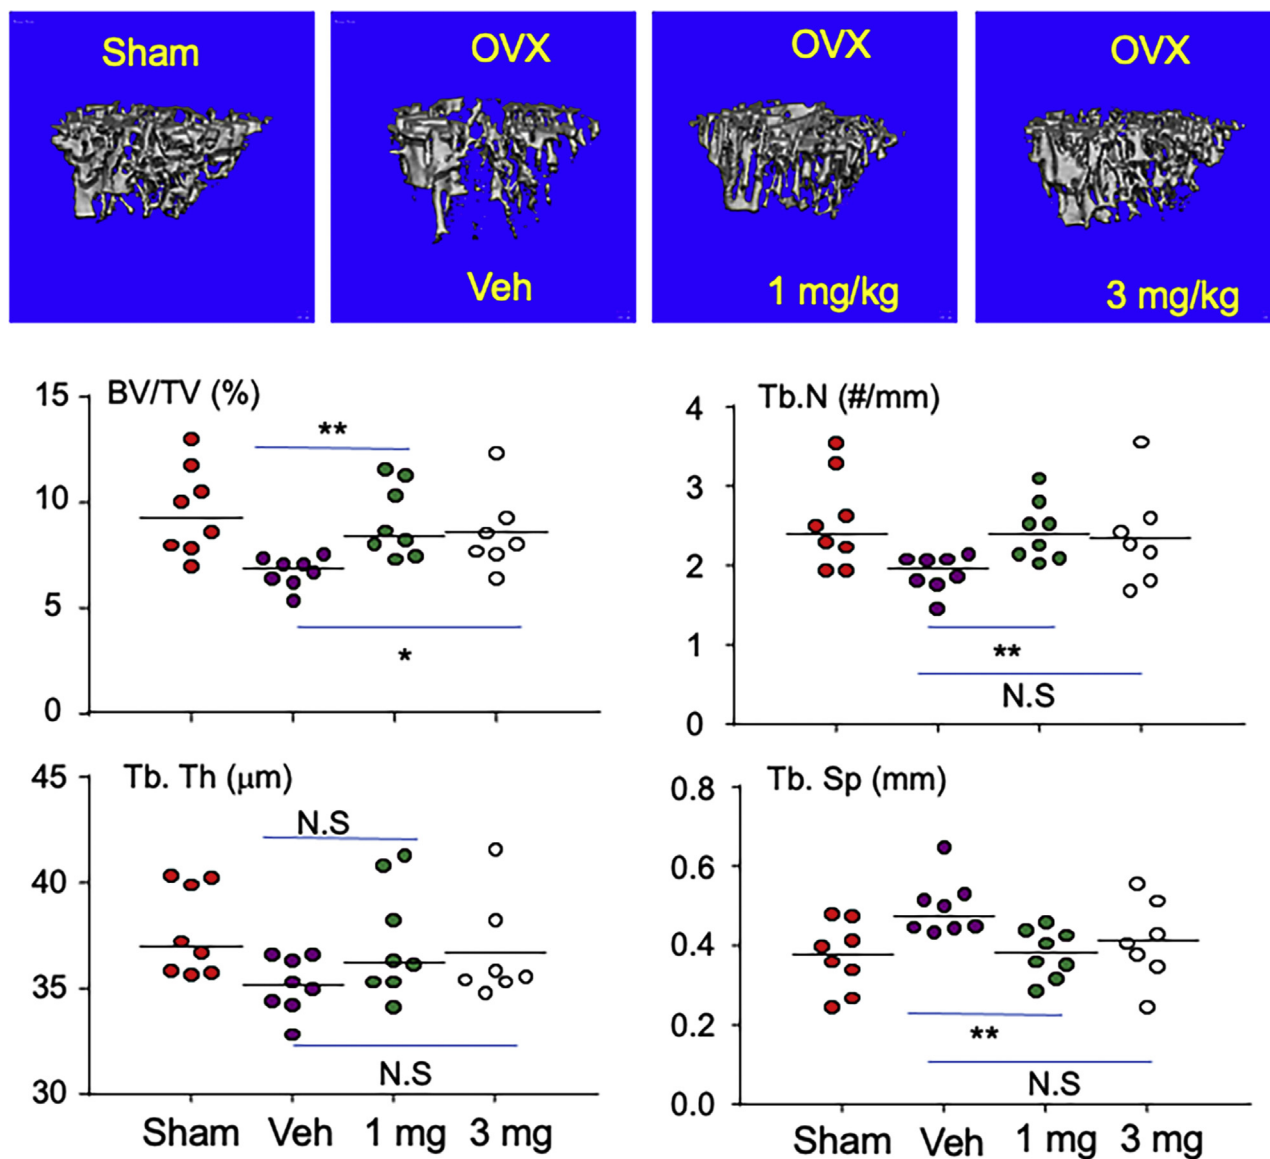 Sham
OVX
OVX
OVX
Veh
1 mg/kg
3 mg/kg
BV/TV (%)
15
10
5
0
**
*
Tb.N (#/mm)
4
3
2
1
0
**
N.S
Tb. Th (μm)
45
40
35
30
N.S
N.S
Sham Veh 1 mg 3 mg
Tb. Sp (mm)
0.8
0.6
0.4
0.2
0.0
**
N.S
Sham Veh 1 mg 3 mg